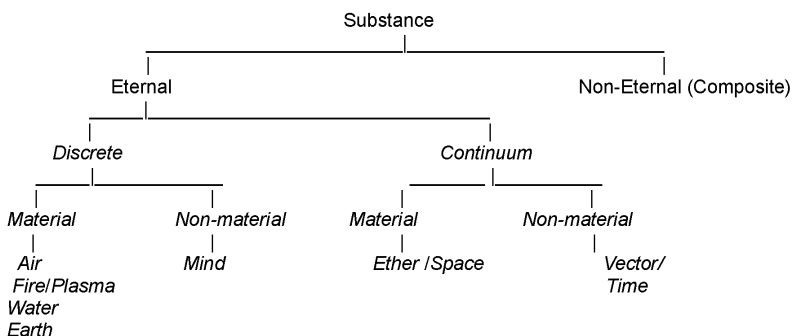 Substance
Eternal Non-Eternal (Composite)
Discrete Continuum
Material Non-material Material Non-material
Air Mind Ether /Space Vector/
Fire/Plasma Time
Water
Earth